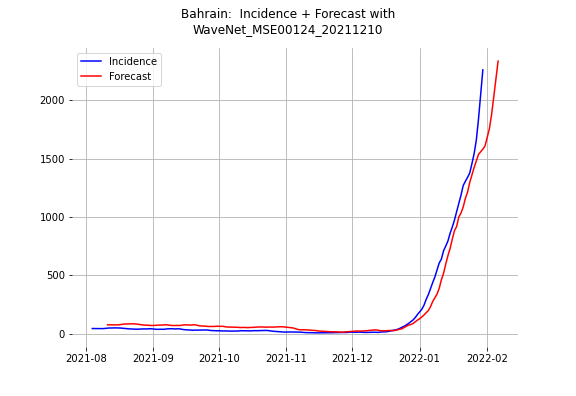 Bahrain:  Incidence + Forecast with
WaveNet_MSE00124_20211210
Incidence
Forecast
2000
1500
1000
500
0
2021-08 2021-09 2021-10 2021-11 2021-12 2022-01 2022-02